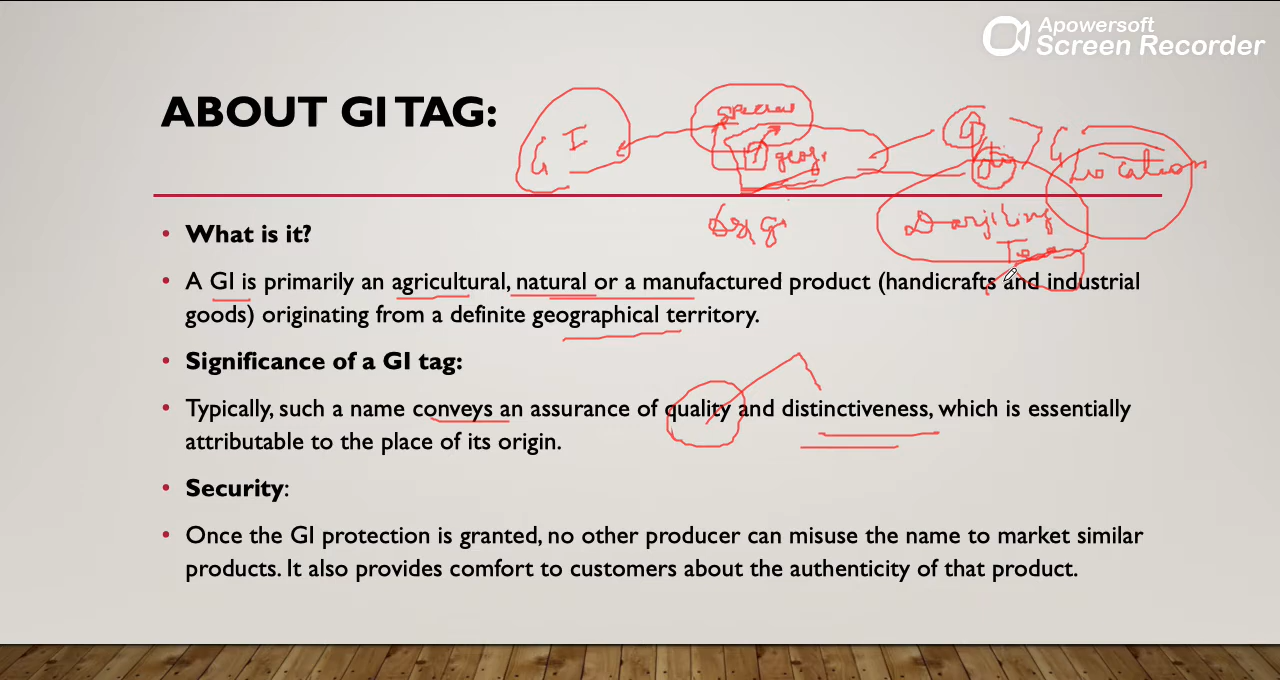 Apowersoft
Screen Recorder
ABOUT GI TAG:
G I
special
geogr
Q
G
Location
Darjiling
Tea
• What is it?
• A GI is primarily an agricultural, natural or a manufactured product (handicrafts and industrial
goods) originating from a definite geographical territory.
• Significance of a GI tag:
• Typically, such a name conveys an assurance of quality and distinctiveness, which is essentially
attributable to the place of its origin.
• Security:
• Once the GI protection is granted, no other producer can misuse the name to market similar
products. It also provides comfort to customers about the authenticity of that product.